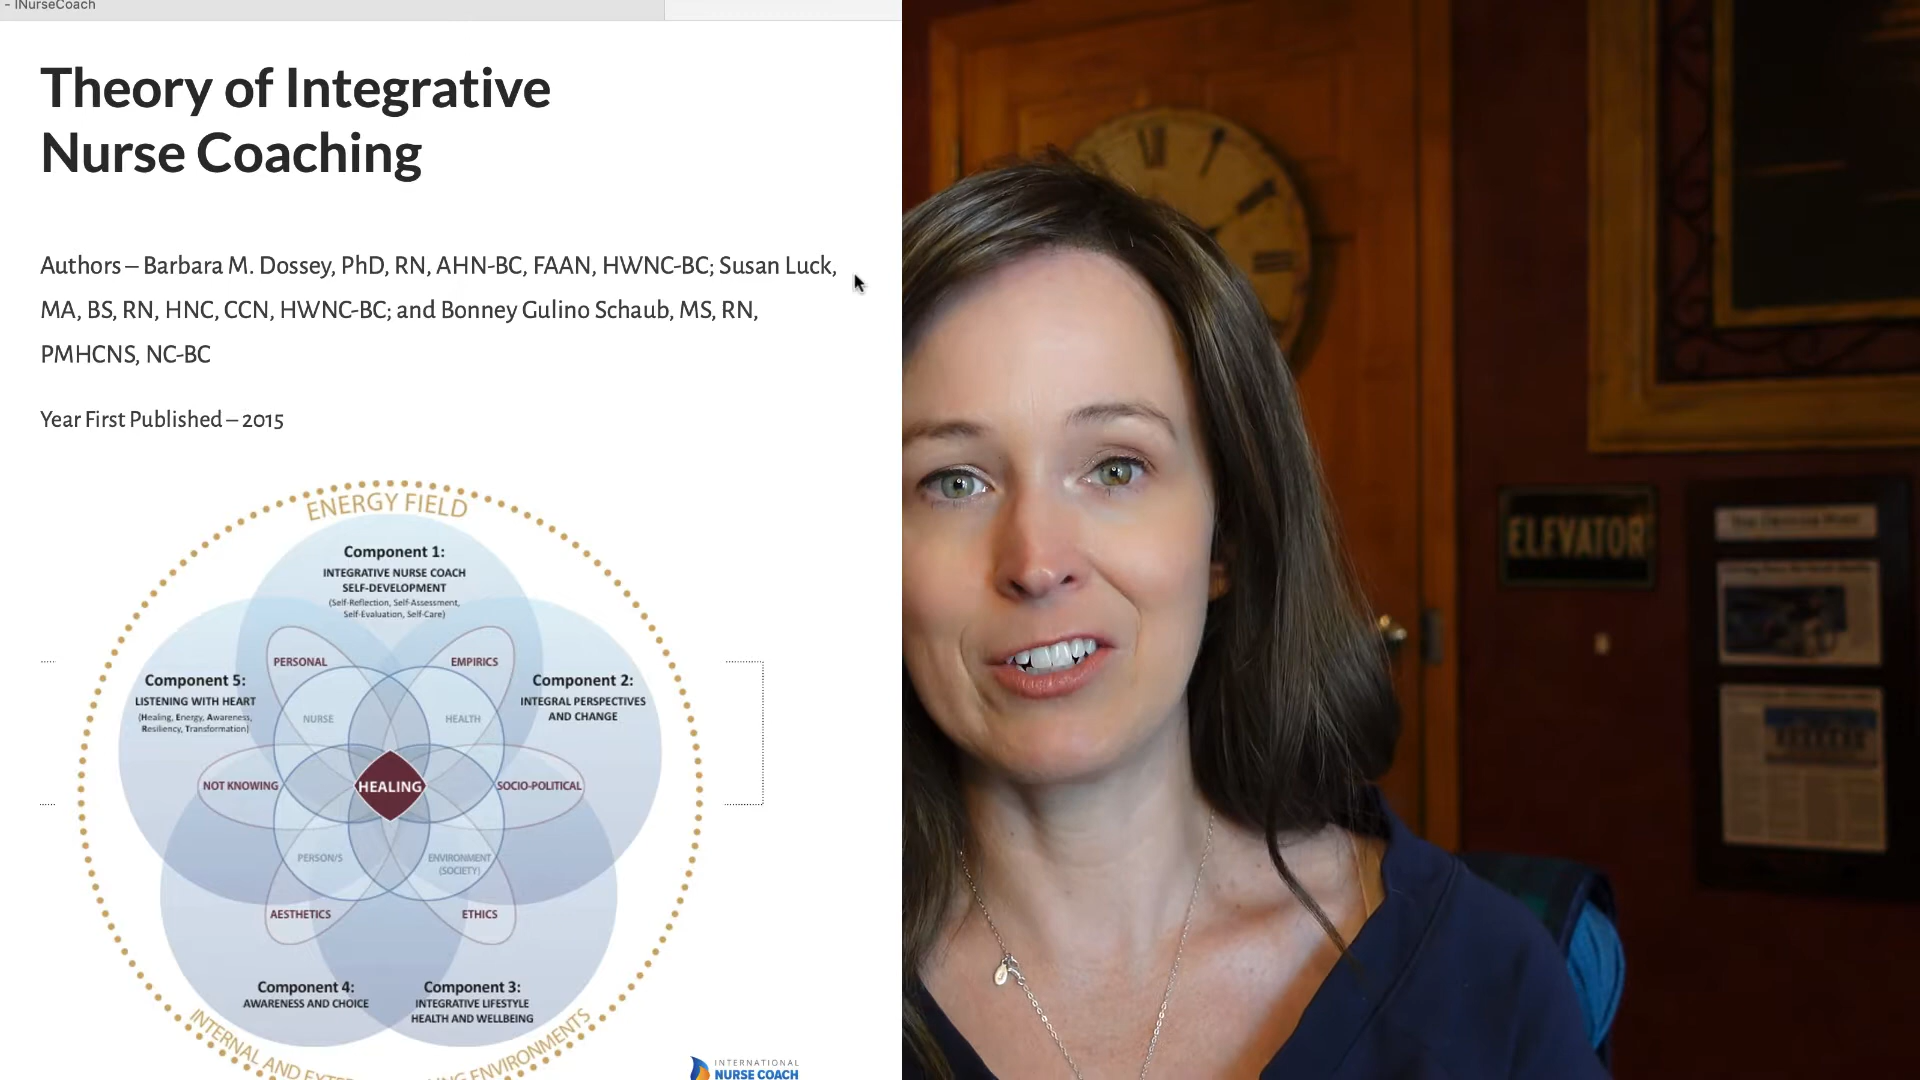 - INurseCoach
Theory of Integrative
Nurse Coaching
Authors – Barbara M. Dossey, PhD, RN, AHN-BC, FAAN, HWNC-BC; Susan Luck,
MA, BS, RN, HNC, CCN, HWNC-BC; and Bonney Gulino Schaub, MS, RN,
PMHCNS, NC-BC
Year First Published – 2015
ENERGY FIELD
Component 1:
INTEGRATIVE NURSE COACH
SELF-DEVELOPMENT
(Self-Reflection, Self-Assessment,
Self-Evaluation, Self-Care)
PERSONAL
EMPIRICS
Component 5:
LISTENING WITH HEART
(Healing, Energy, Awareness,
Resiliency, Transformation)
Component 2:
INTEGRAL PERSPECTIVES
AND CHANGE
NURSE
HEALTH
NOT KNOWING
HEALING
SOCIO-POLITICAL
PERSON/S
ENVIRONMENT
(SOCIETY)
AESTHETICS
ETHICS
Component 4:
AWARENESS AND CHOICE
Component 3:
INTEGRATIVE LIFESTYLE
HEALTH AND WELLBEING
INTERNAL AND
ENVIRONMENTS
INTERNATIONAL
NURSE COACH
ELEVATOR